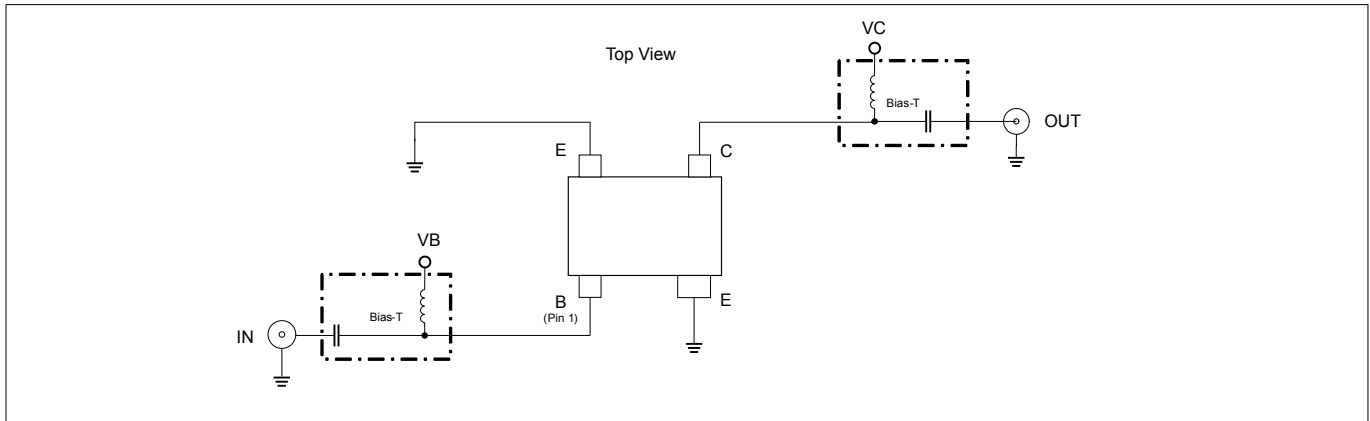 VC
Top View
Bias-T
OUT
E
C
VB
B
(Pin 1)
E
Bias-T
IN